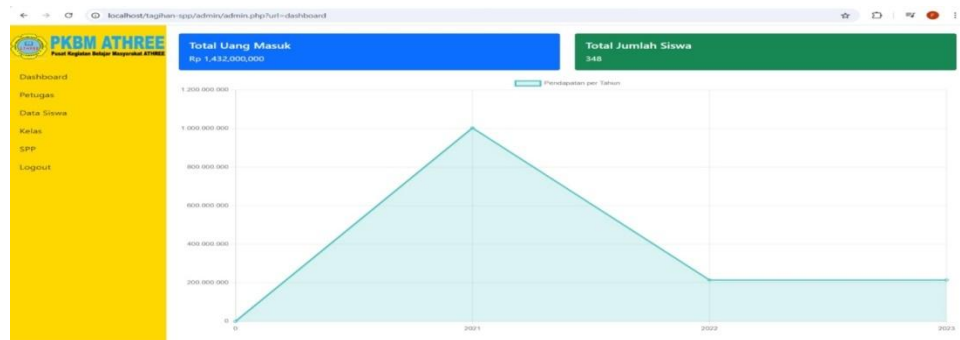 localhost/tagihan-spp/admin/admin.php?url=dashboard
PKBM ATHREE
Pusat Kegiatan Belajar Masyarakat ATHREE
Dashboard
Petugas
Data Siswa
Kelas
SPP
Logout
Total Uang Masuk
Rp 1,432,000,000
Total Jumlah Siswa
348
Pendapatan per Tahun
1.200.000.000
1.000.000.000
800.000.000
600.000.000
400.000.000
200.000.000
0
0 2021 2022 2023